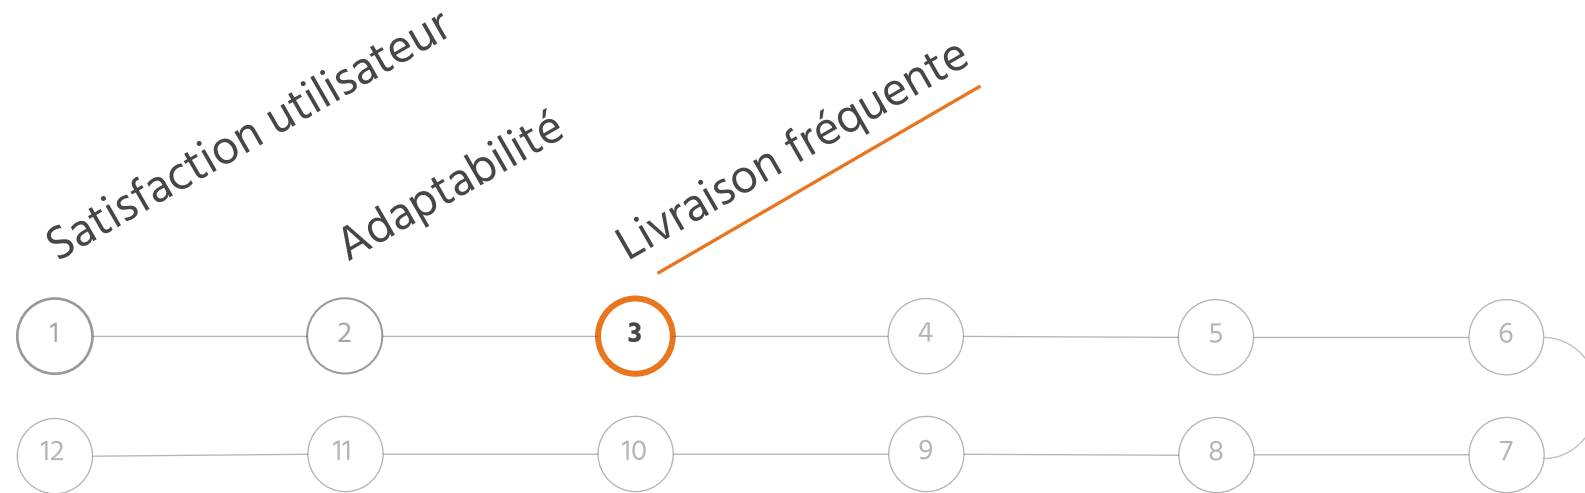 Satisfaction utilisateur
Adaptabilité
Livraison fréquente
1 2 3 4 5 6
12 11 10 9 8 7